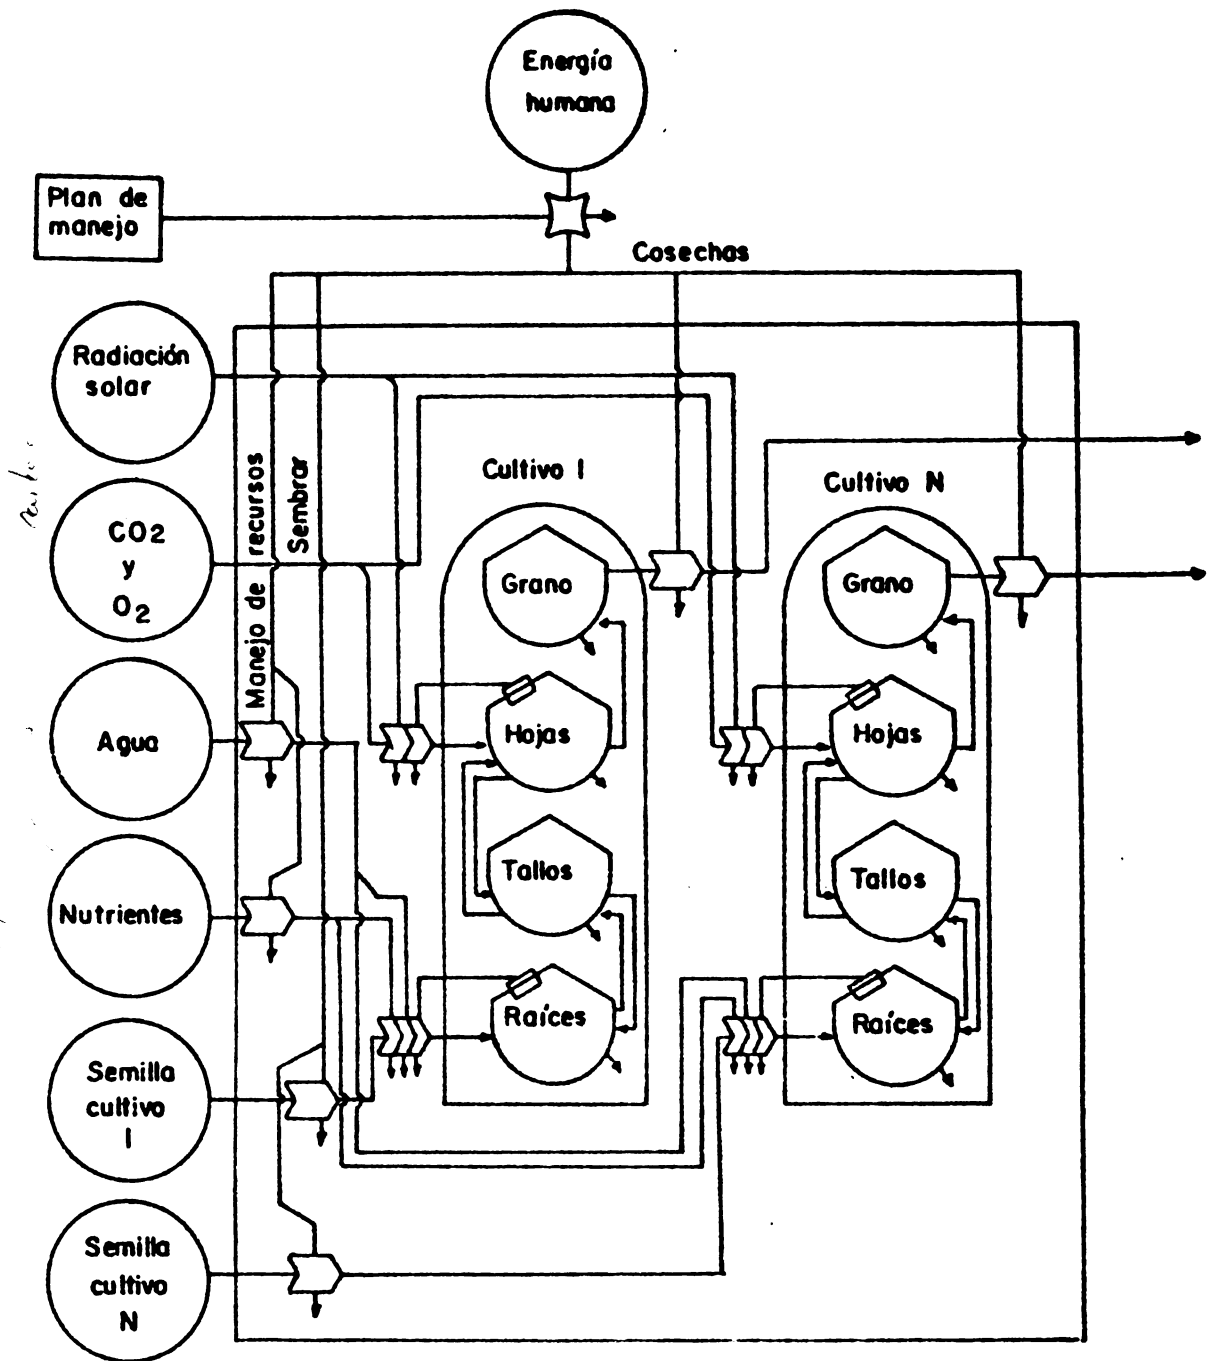 Energía
humana
Plan de
manejo
Cosechas
Radiación
solar
Manejo de recursos
Sembrar
Cultivo I
Cultivo N
CO2
y
O2
Grano
Grano
Agua
Hojas
Hojas
Nutrientes
Tallos
Tallos
Raíces
Raíces
Semilla
cultivo
I
Semilla
cultivo
N